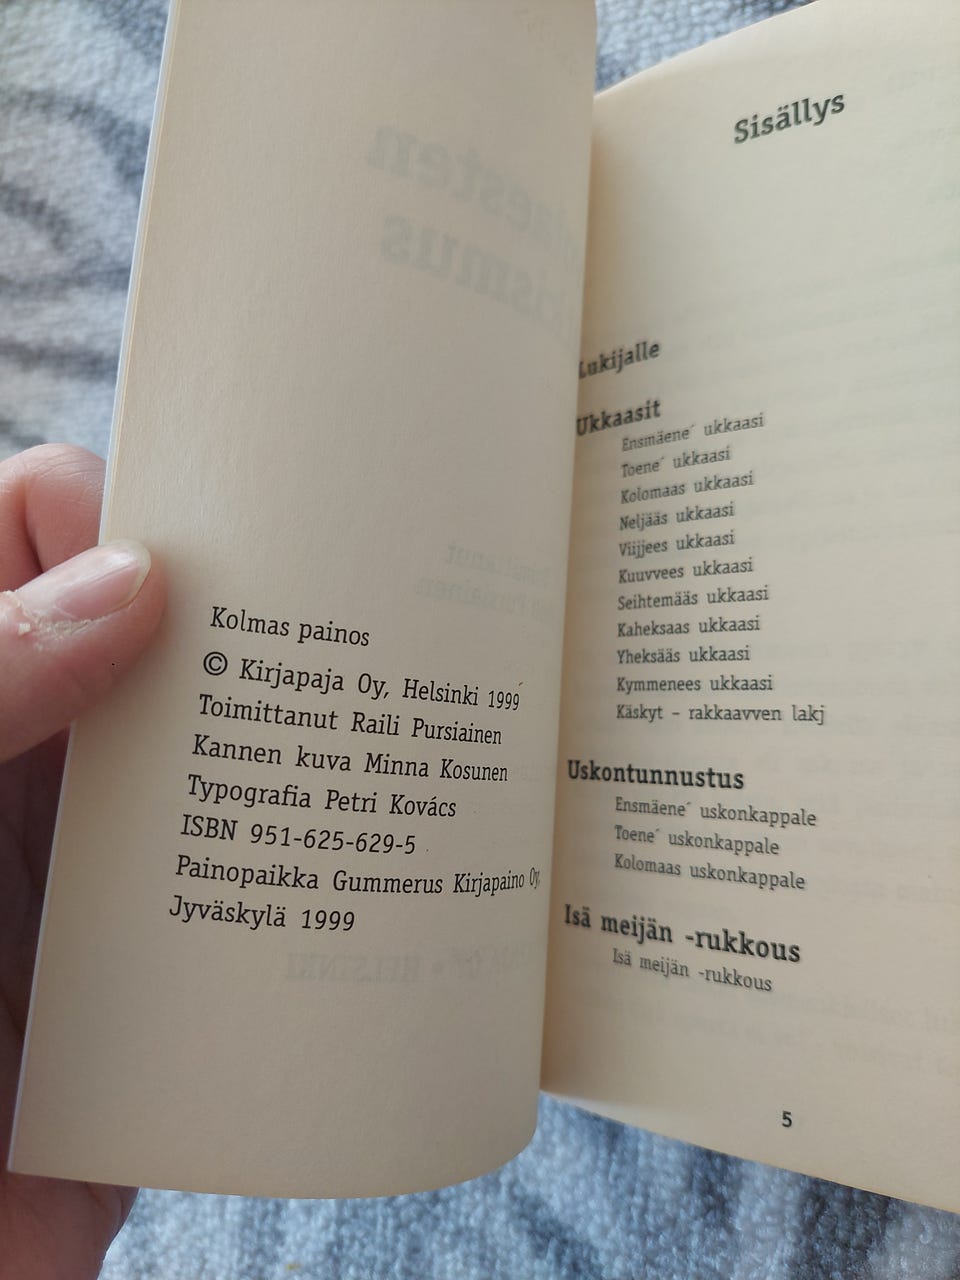 Kolmas painos
© Kirjapaja Oy, Helsinki 1999
Toimittanut Raili Pursiainen
Kannen kuva Minna Kosunen
Typografia Petri Kovács
ISBN 951-625-629-5
Painopaikka Gummerus Kirjapaino Oy,
Jyväskylä 1999
Sisällys
Lukijalle
Ukkaasit
Ensmäene´ ukkaasi
Toene´ ukkaasi
Kolomaas ukkaasi
Neljääs ukkaasi
Viijjees ukkaasi
Kuuvvees ukkaasi
Seihtemääs ukkaasi
Kaheksaas ukkaasi
Yheksääs ukkaasi
Kymmenees ukkaasi
Käskyt – rakkaavven lakj
Uskontunnustus
Ensmäene´ uskonkappale
Toene´ uskonkappale
Kolomaas uskonkappale
Isä meijän -rukkous
Isä meijän -rukkous
5